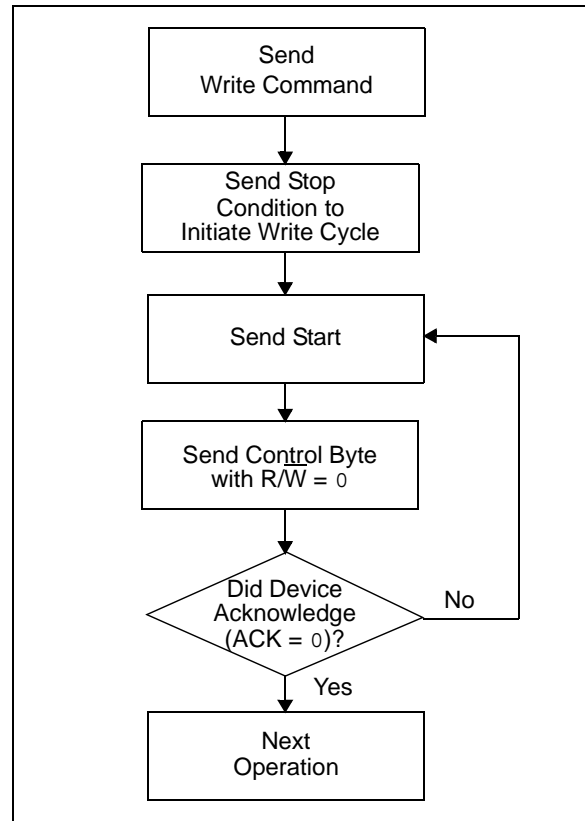 Send
Write Command
Send Stop
Condition to
Initiate Write Cycle
Send Start
Send Control Byte
with R/W̅ = 0
Did Device
Acknowledge
(ACK = 0)?
No
Yes
Next
Operation